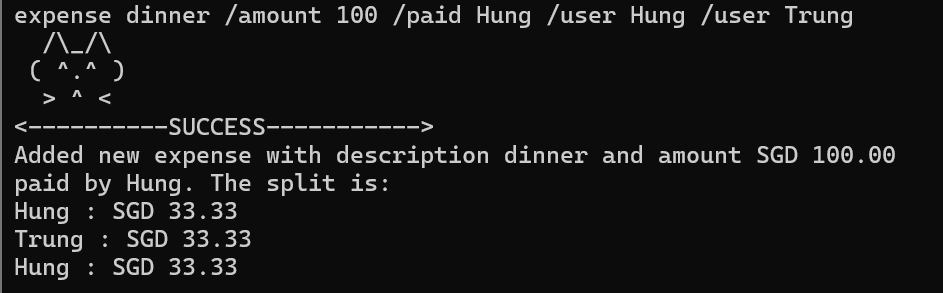 expense dinner /amount 100 /paid Hung /user Hung /user Trung
  /\_/\
 ( ^.^ )
  > ^ <
<----------SUCCESS----------->
Added new expense with description dinner and amount SGD 100.00
paid by Hung. The split is:
Hung : SGD 33.33
Trung : SGD 33.33
Hung : SGD 33.33